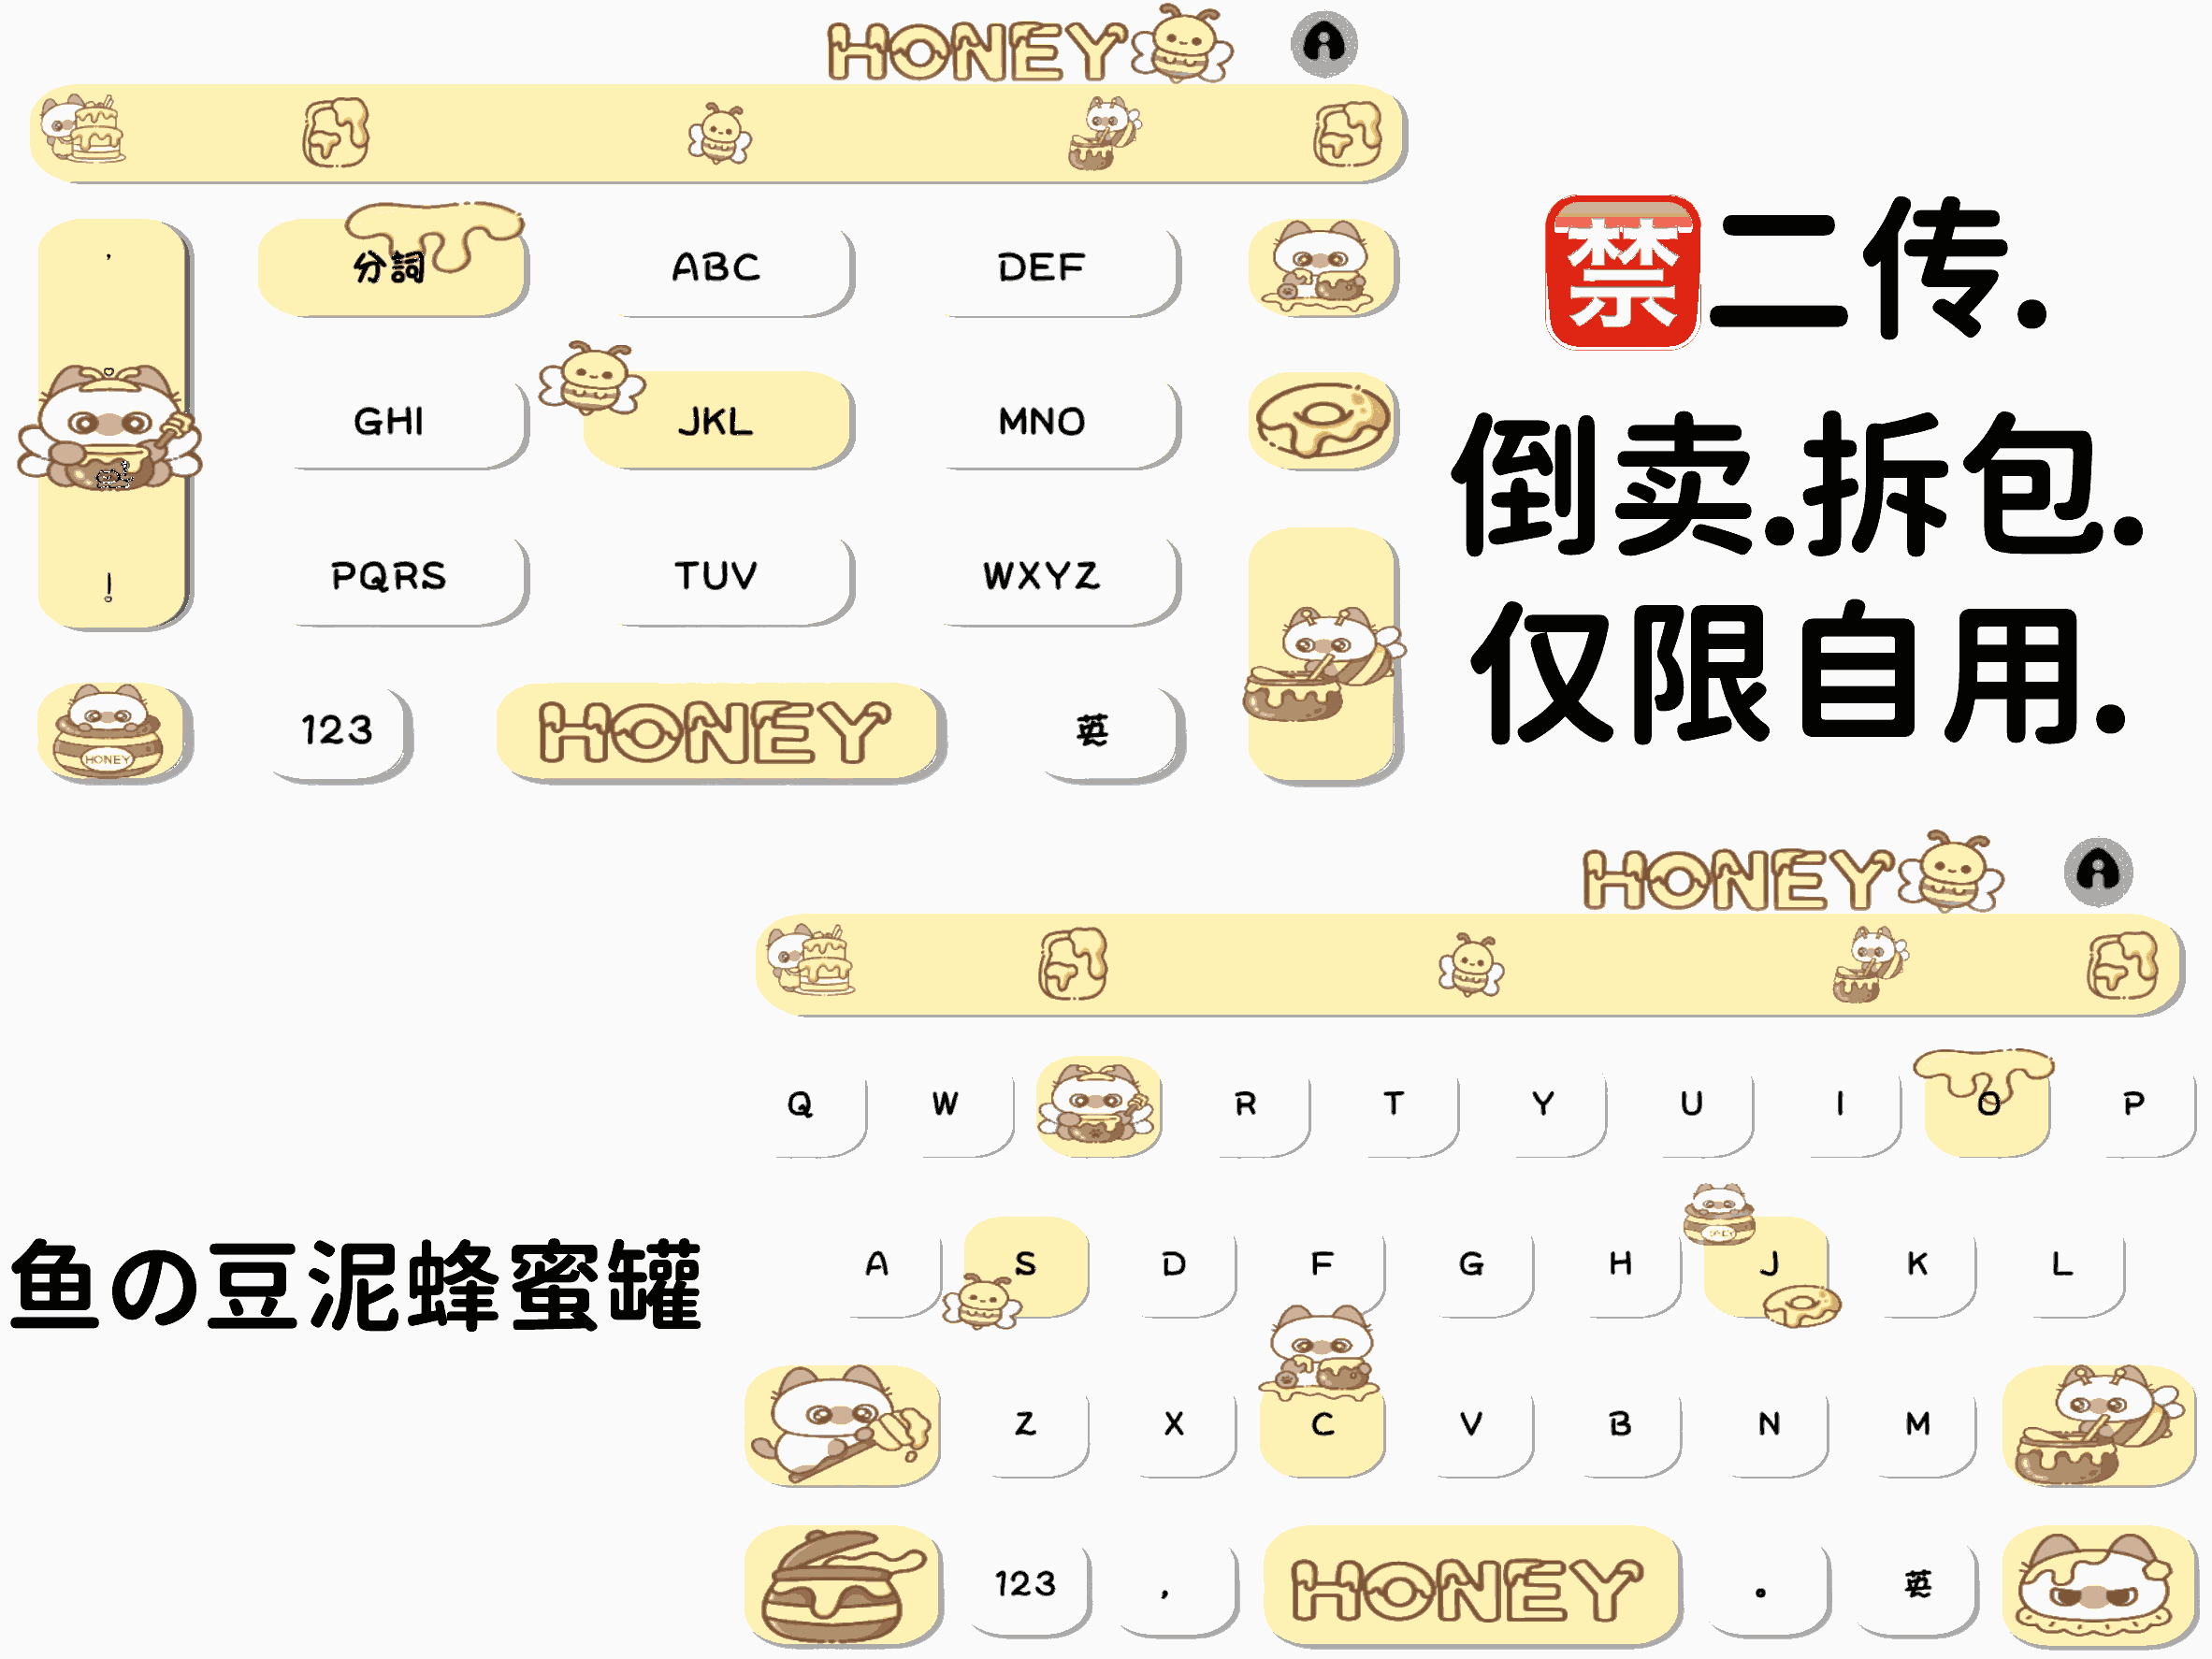 HONEY
禁二传.
,
分詞 ABC DEF
倒卖.拆包.
GHI JKL MNO
!
PQRS TUV WXYZ
仅限自用.
HONEY 123 HONEY 英
HONEY
Q W R T Y U I O P
鱼の豆泥蜂蜜罐
A S D F G H J K L
Z X C V B N M
123 , HONEY 。 英